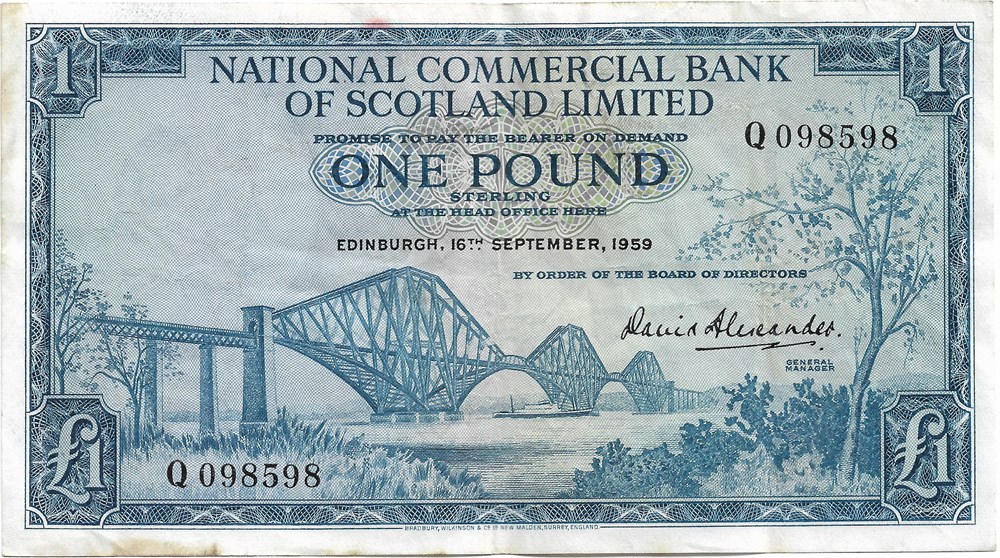 1
1
NATIONAL COMMERCIAL BANK
OF SCOTLAND LIMITED
PROMISE TO PAY THE BEARER ON DEMAND
Q 098598
ONE POUND
STERLING
AT THE HEAD OFFICE HERE
EDINBURGH, 16TH SEPTEMBER, 1959
BY ORDER OF THE BOARD OF DIRECTORS
David Alexander.
GENERAL
MANAGER
£1
£1
Q 098598
BRADBURY, WILKINSON & Co Ld NEW MALDEN, SURREY, ENGLAND.